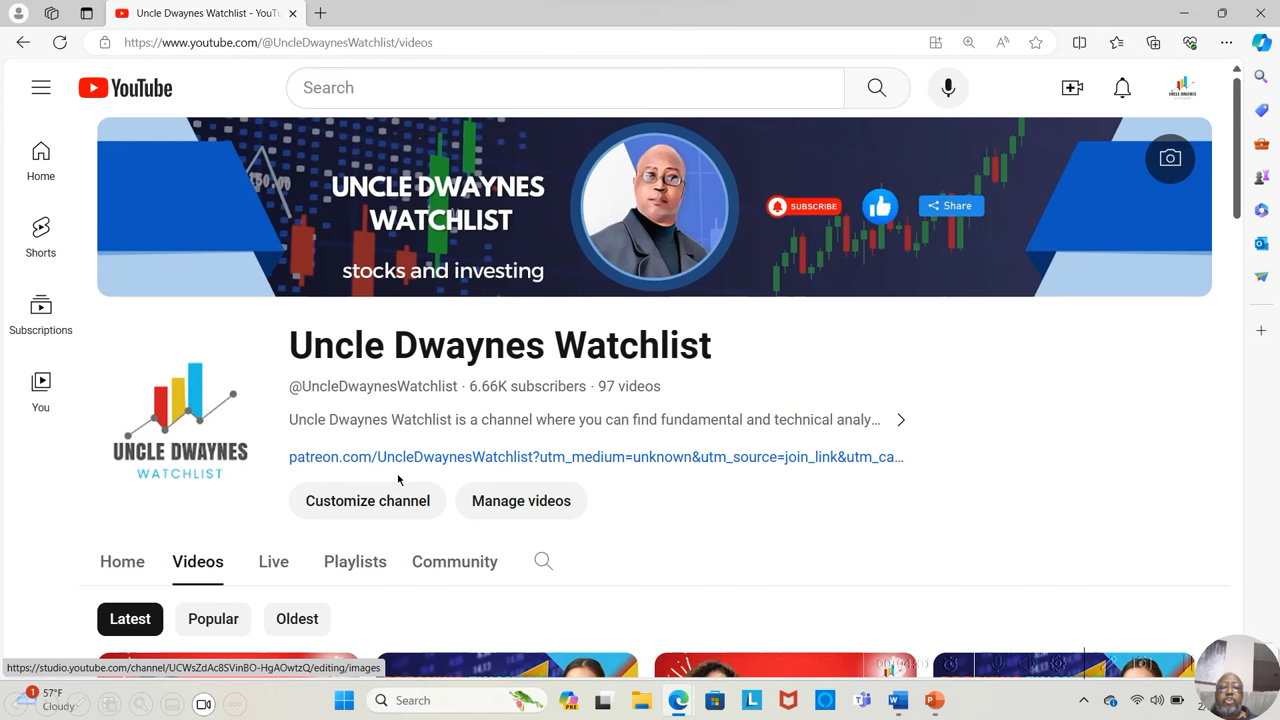 Uncle Dwaynes Watchlist - YouTu
https://www.youtube.com/@UncleDwaynesWatchlist/videos
YouTube
Search
Home
Shorts
Subscriptions
You
UNCLE DWAYNES
WATCHLIST
stocks and investing
SUBSCRIBE
Share
Uncle Dwaynes Watchlist
@UncleDwaynesWatchlist · 6.66K subscribers · 97 videos
Uncle Dwaynes Watchlist is a channel where you can find fundamental and technical analy...
patreon.com/UncleDwaynesWatchlist?utm_medium=unknown&utm_source=join_link&utm_ca...
Customize channel
Manage videos
UNCLE DWAYNES
WATCHLIST
Home
Videos
Live
Playlists
Community
Latest
Popular
Oldest
https://studio.youtube.com/channel/UCWsZdAc8SVinBO-HgAOwtzQ/editing/images
1
57°F
Cloudy
Search